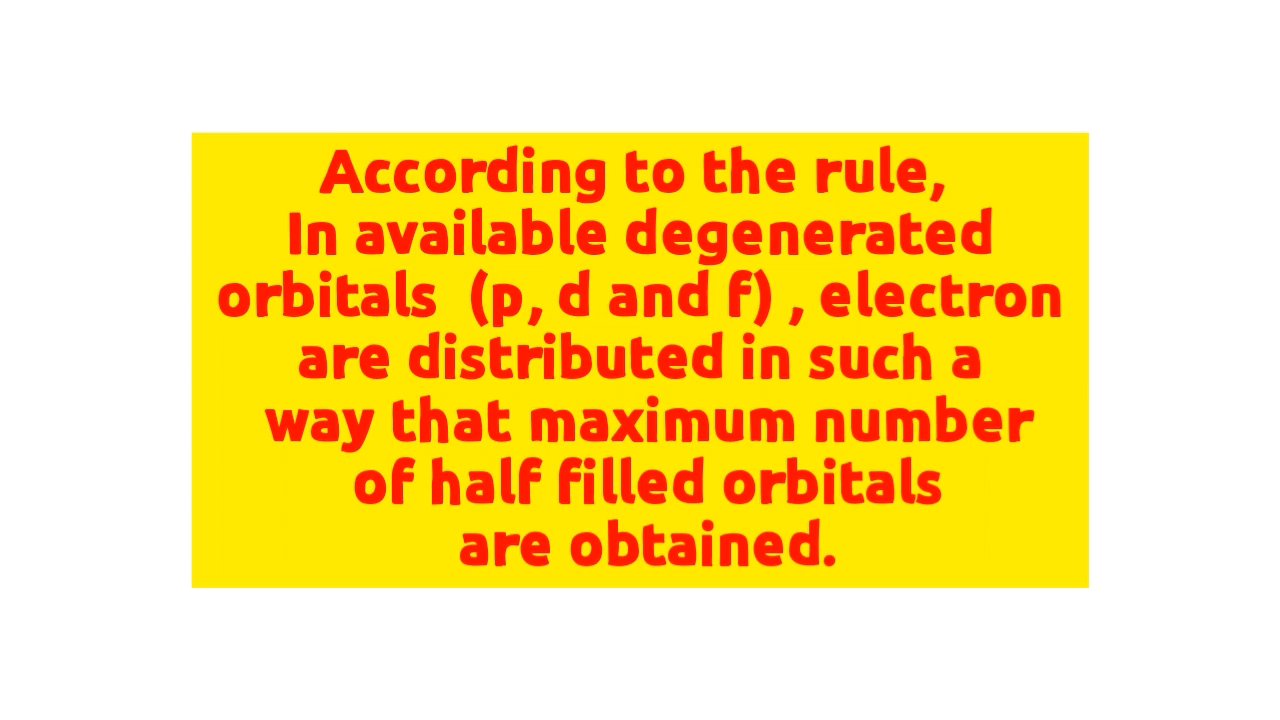 According to the rule,
In available degenerated
orbitals (p, d and f) , electron
are distributed in such a
way that maximum number
of half filled orbitals
are obtained.